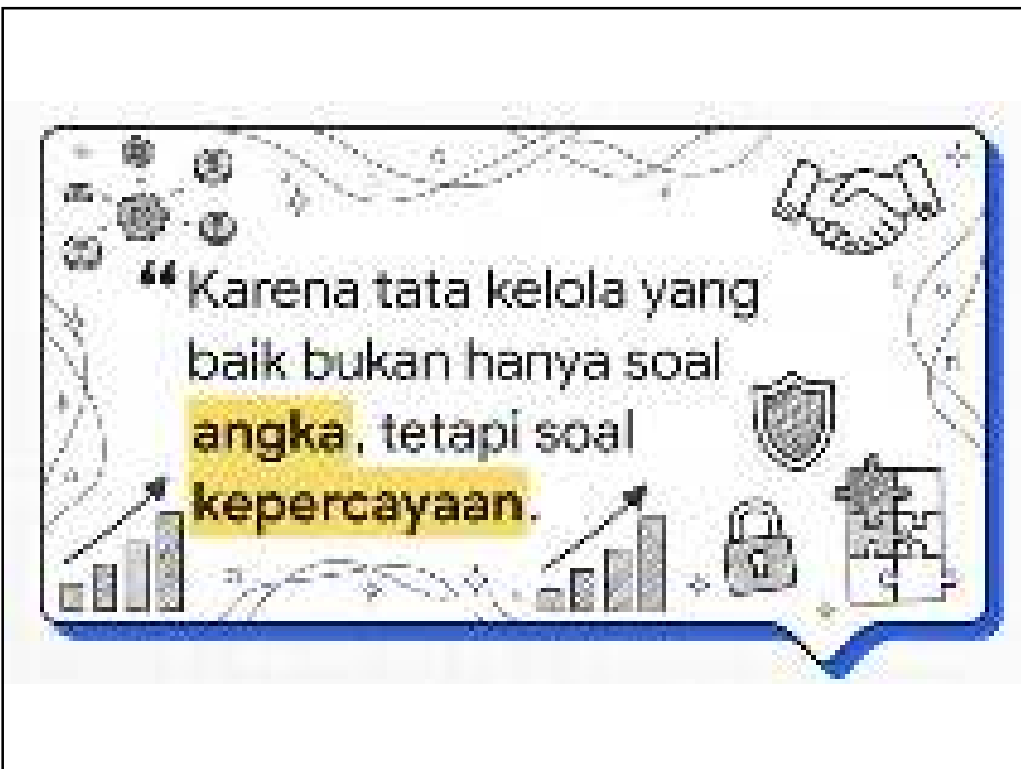 “ Karena tata kelola yang
baik bukan hanya soal
angka, tetapi soal
kepercayaan.